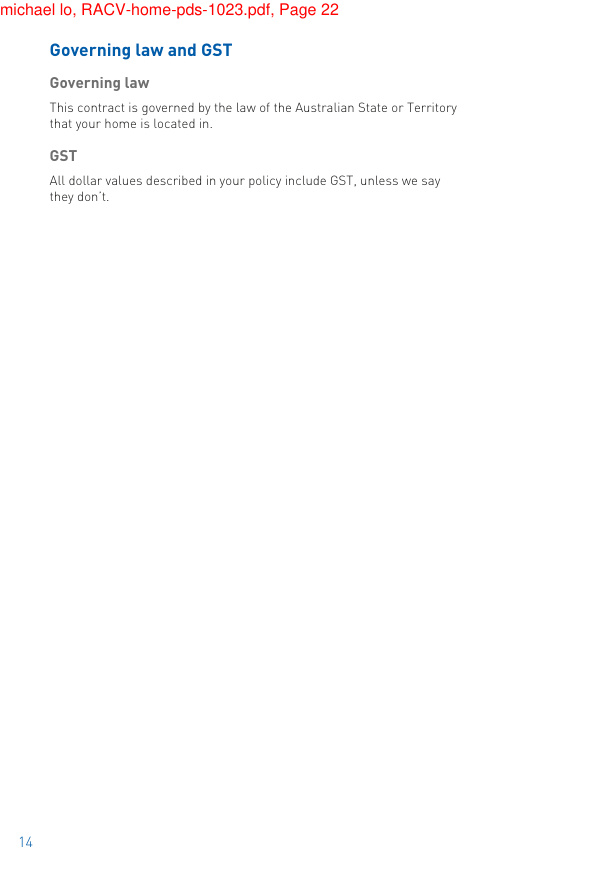 michael lo, RACV-home-pds-1023.pdf, Page 22
Governing law and GST
Governing law
This contract is governed by the law of the Australian State or Territory
that your home is located in.
GST
All dollar values described in your policy include GST, unless we say
they don't.
14